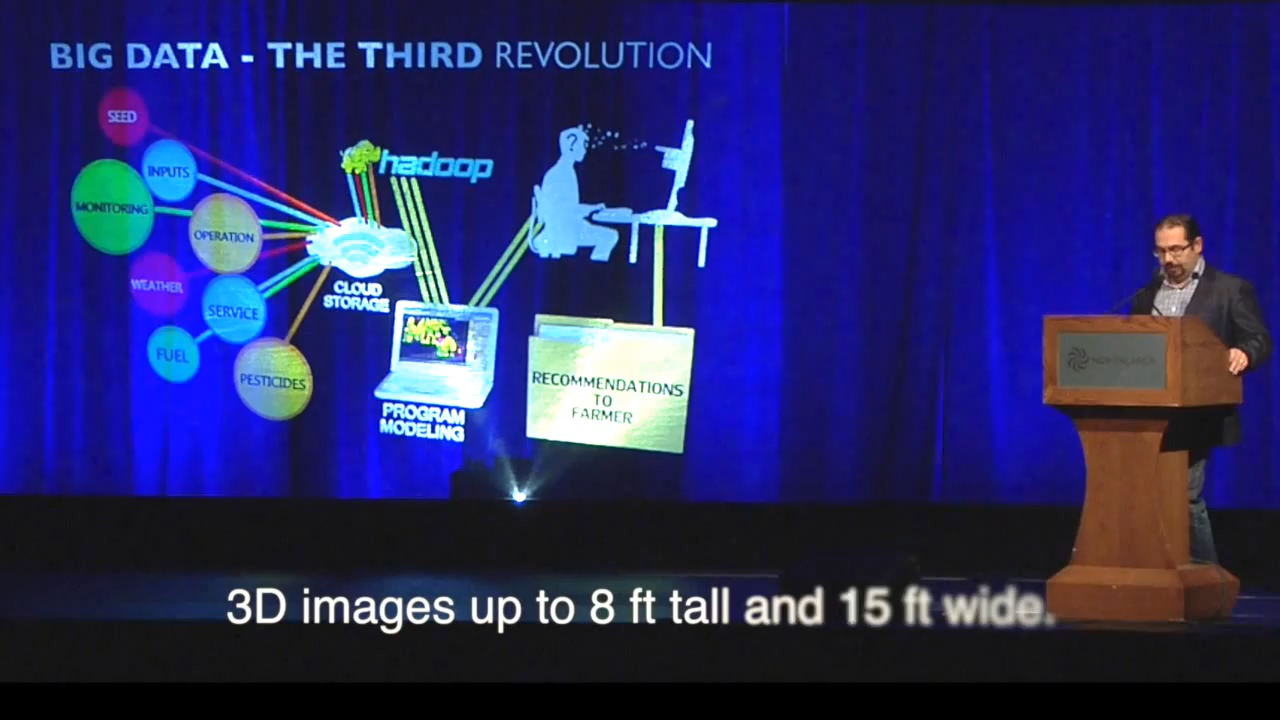 BIG DATA - THE THIRD REVOLUTION
SEED
INPUTS
hadoop
MONITORING
OPERATION
WEATHER
CLOUD
STORAGE
SERVICE
FUEL
PESTICIDES
RECOMMENDATIONS
TO
FARMER
PROGRAM
MODELING
3D images up to 8 ft tall and 15 ft wide.